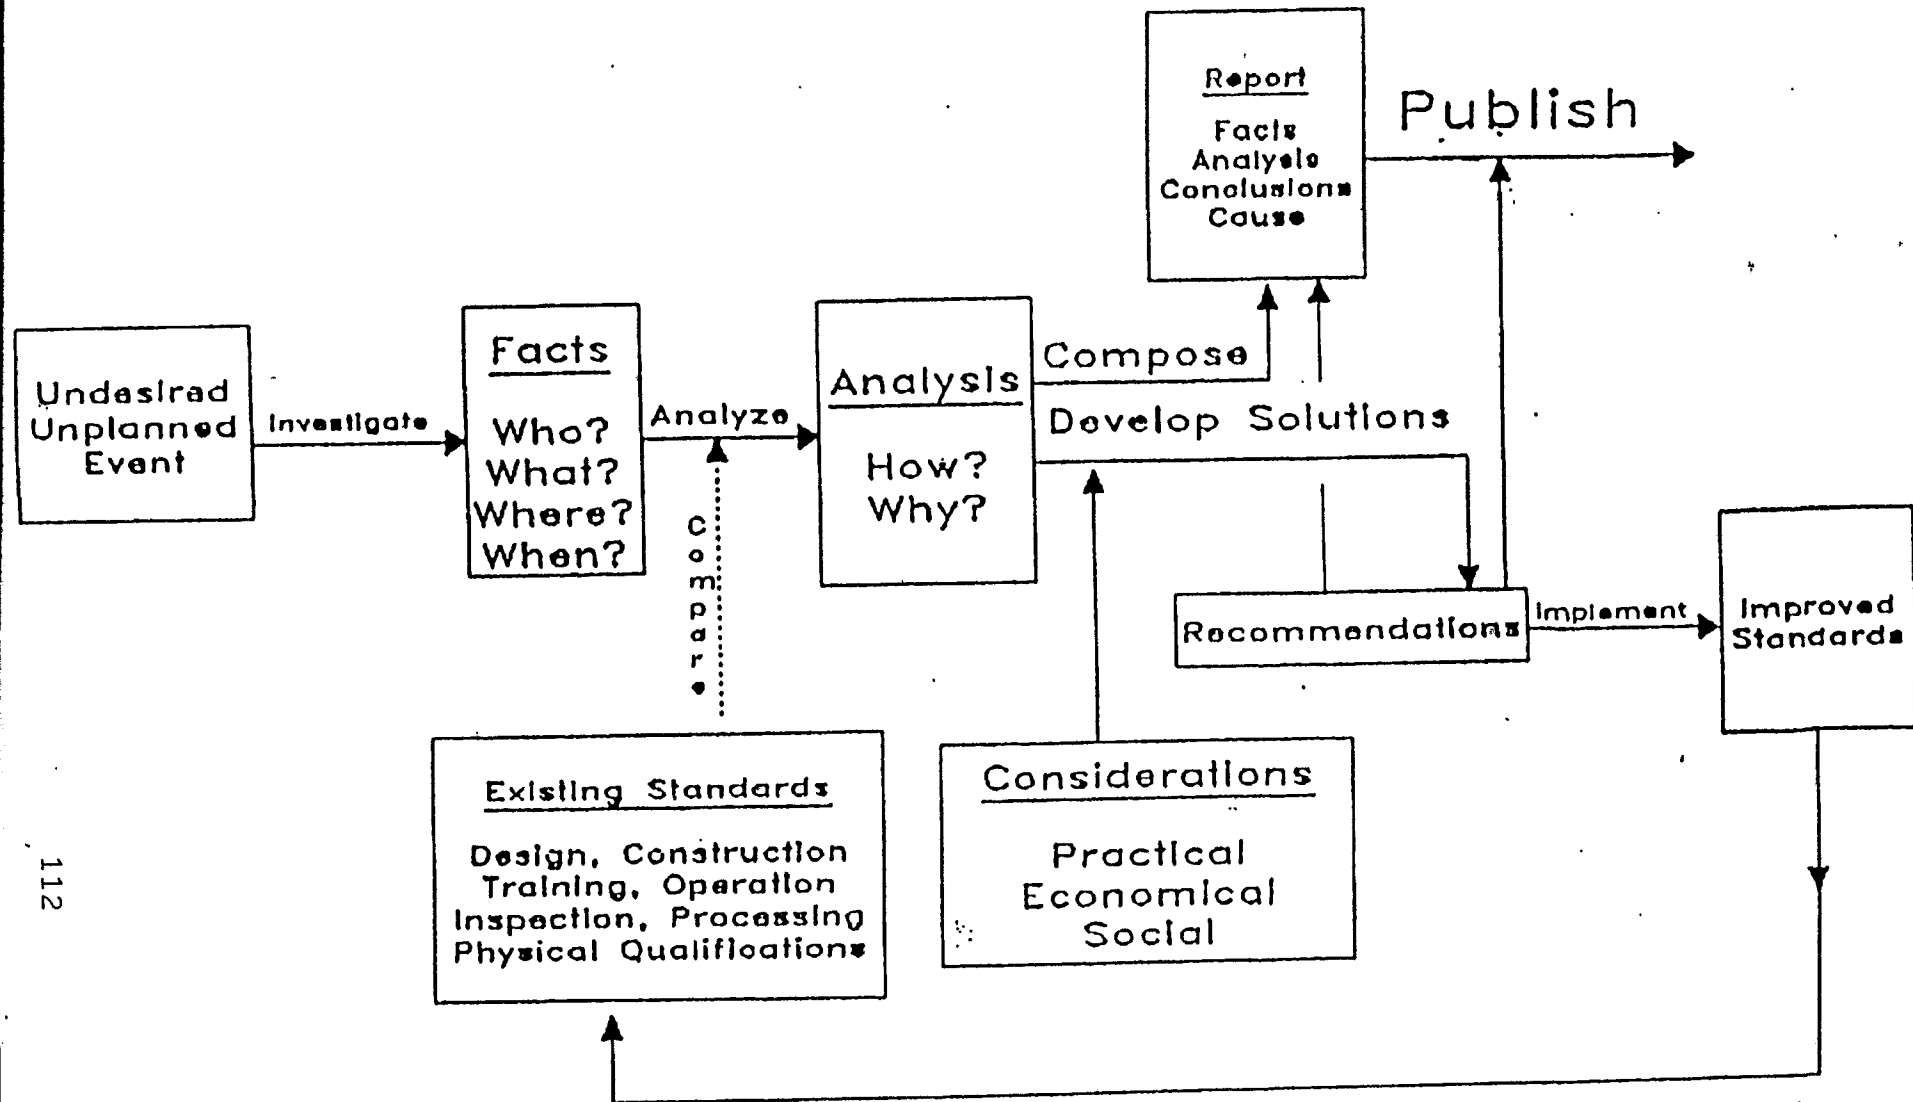 Undesired
Unplanned
Event
Investigate
Facts
Who?
What?
Where?
When?
Analyze
Compare
Analysis
How?
Why?
Compose
Develop Solutions
Report
Facts
Analysis
Conclusions
Cause
Publish
Recommendations
Implement
Improved
Standards
Existing Standards
Design, Construction
Training, Operation
Inspection, Processing
Physical Qualifications
Considerations
Practical
Economical
Social
112